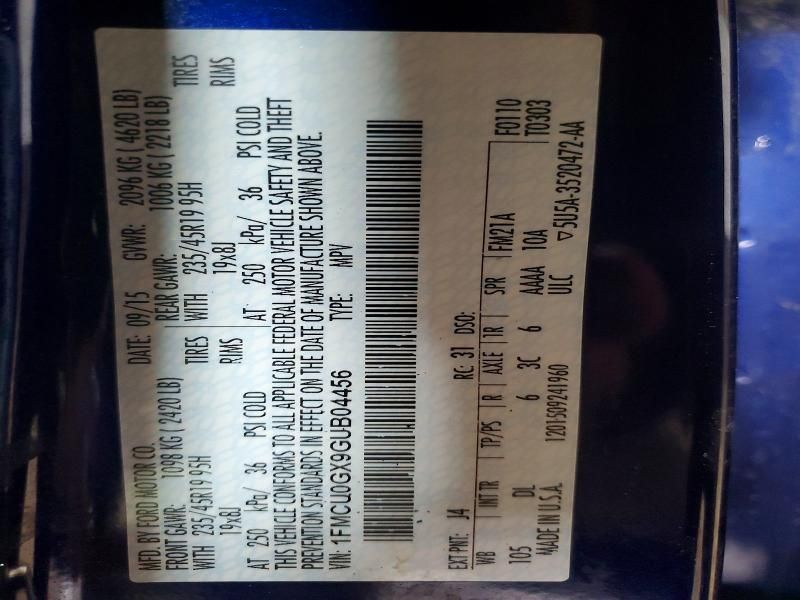 MFD. BY FORD MOTOR CO. DATE: 09/15 GVWR: 2096 KG ( 4620 LB)
FRONT GAWR: 1098 KG ( 2420 LB) REAR GAWR: 1006 KG ( 2218 LB)
WITH 235/45R19 95H TIRES WITH 235/45R19 95H TIRES
19x8J RIMS 19x8J RIMS
AT 250 kPa/ 36 PSI COLD AT: 250 kPa/ 36 PSI COLD
THIS VEHICLE CONFORMS TO ALL APPLICABLE FEDERAL MOTOR VEHICLE SAFETY AND THEFT
PREVENTION STANDARDS IN EFFECT ON THE DATE OF MANUFACTURE SHOWN ABOVE.
VIN: 1FMCU0GX9GUB04456 TYPE: MPV
EXT PNT: J4 RC: 31 DSO: F0110
WB INT TR TP/PS R AXLE TR SPR FM21A T0303
105 DL 6 3C 6 AAAA 10A
MADE IN U.S.A. 1201509241960 ULC ▽5U5A-3520472-AA